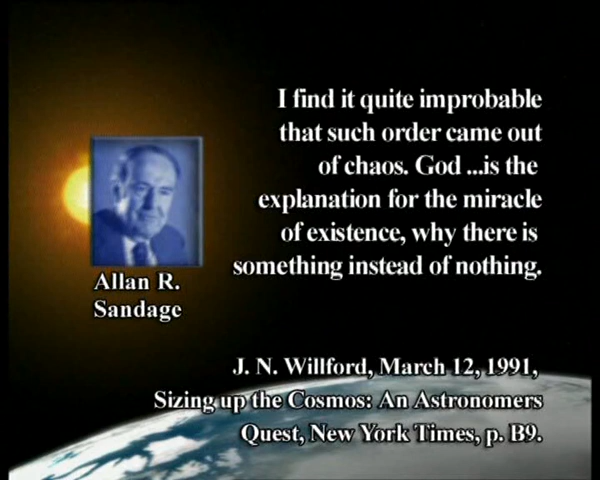 I find it quite improbable
that such order came out
of chaos. God ...is the
explanation for the miracle
of existence, why there is
something instead of nothing.
Allan R.
Sandage
J. N. Willford, March 12, 1991,
Sizing up the Cosmos: An Astronomers
Quest, New York Times, p. B9.